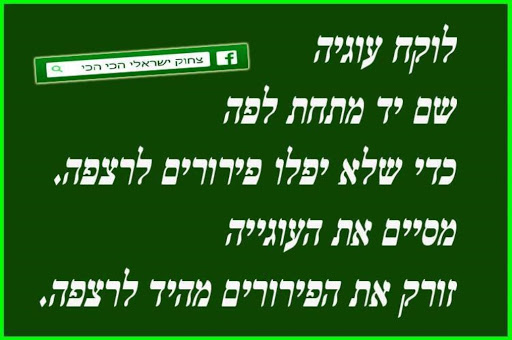 לוקח עוגיה
צחוק ישראלי הכי הכי
שם יד מתחת לפה
כדי שלא יפלו פירורים לרצפה.
מסיים את העוגייה
זורק את הפירורים מהיד לרצפה.